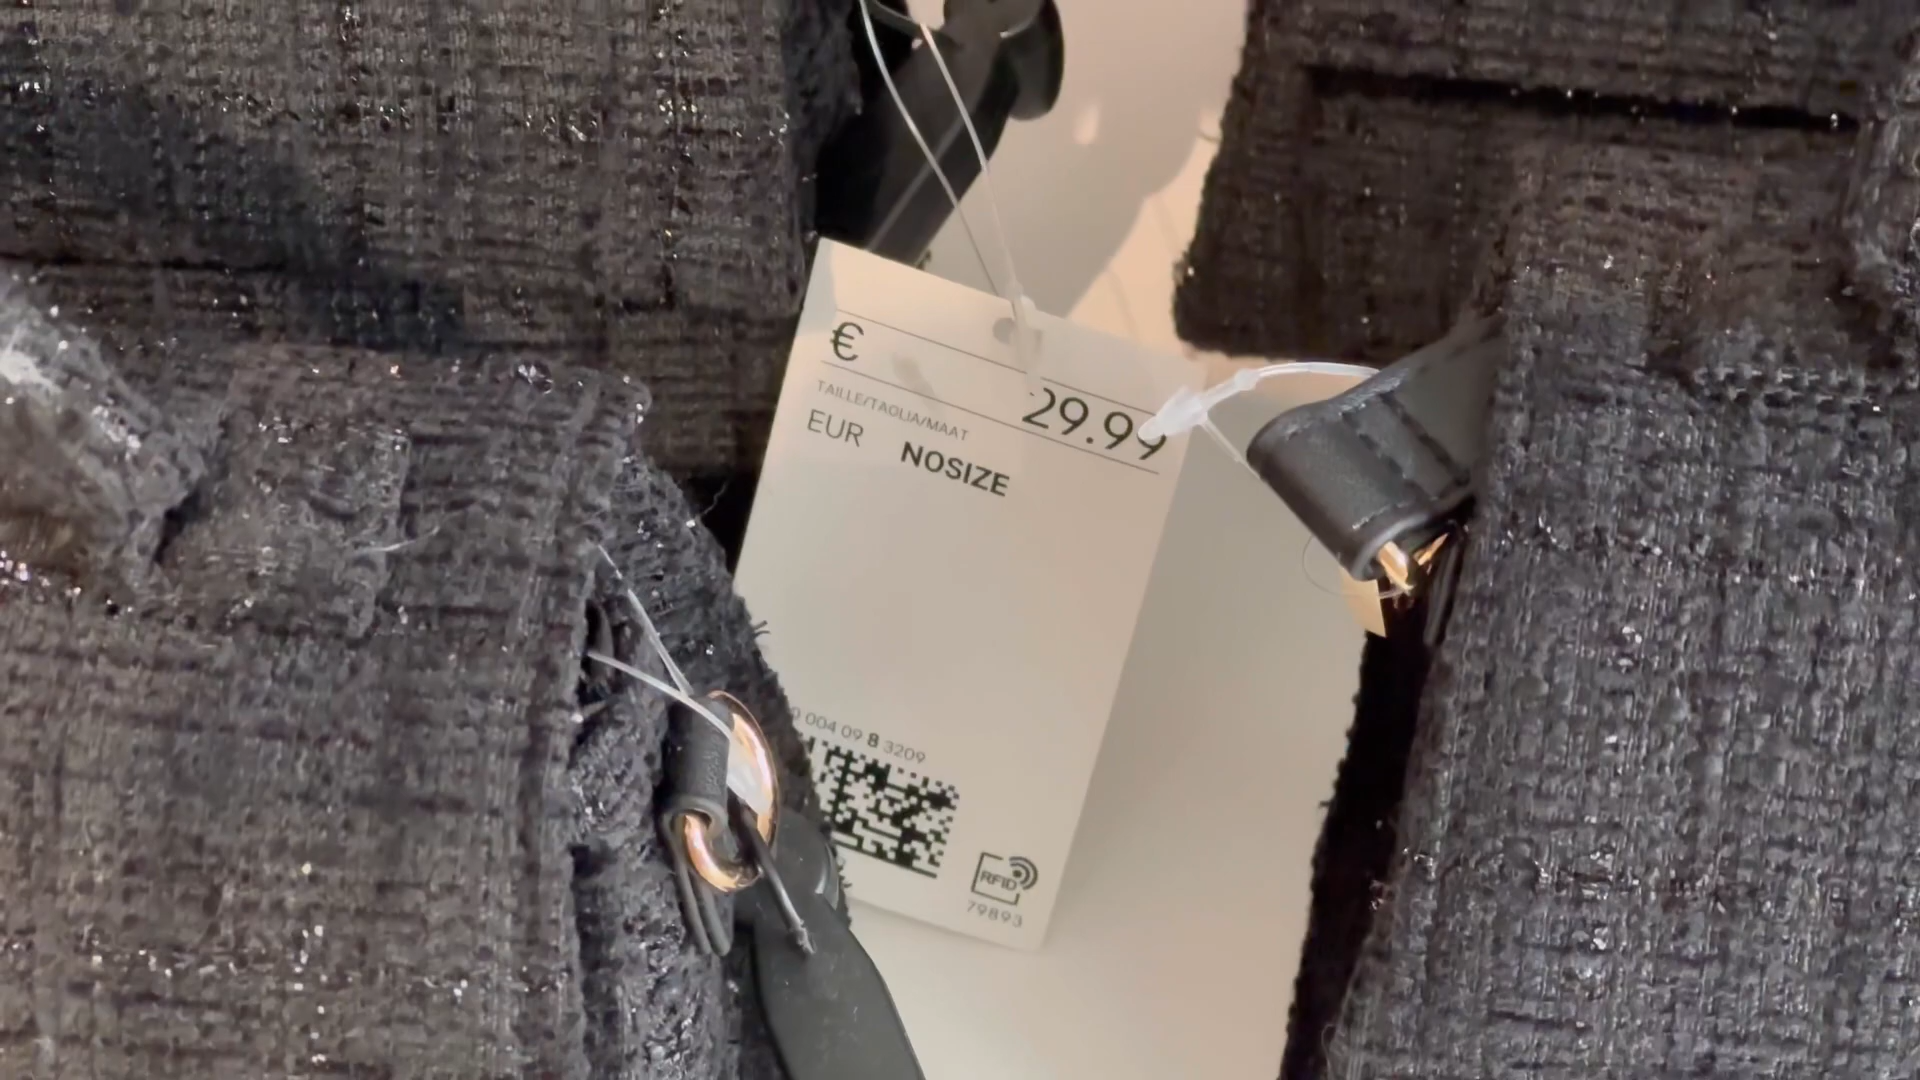 € 29.99
TAILLE/TAGLIA/MAAT
EUR NOSIZE
0 004 09 8 3209
RFID
79893